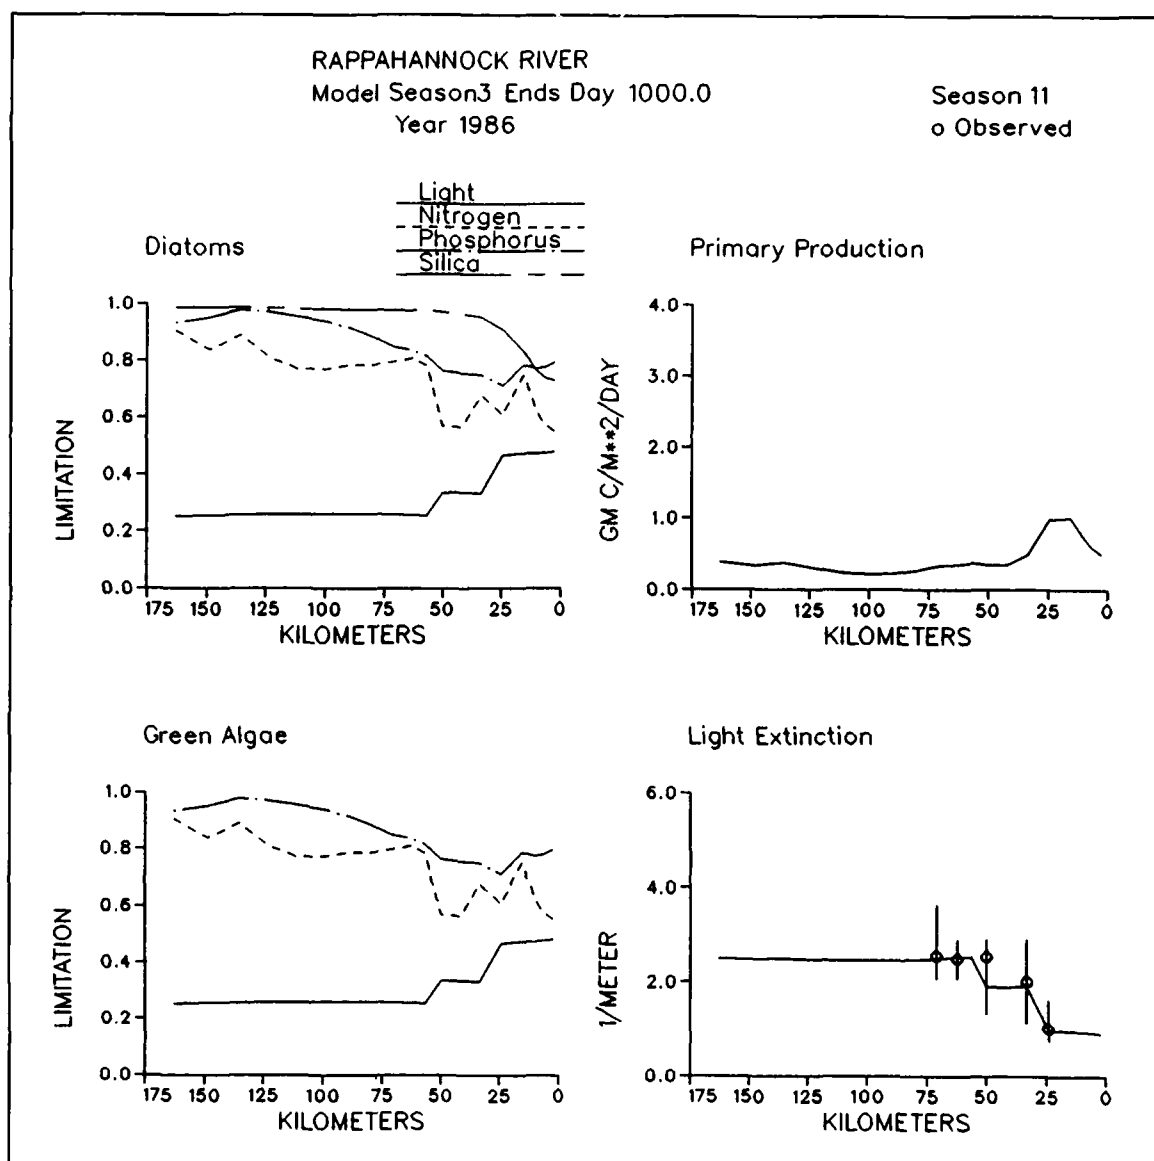 RAPPAHANNOCK RIVER
Model Season3 Ends Day 1000.0
Year 1986
Season 11
o Observed
Light
Nitrogen
Phosphorus
Silica
Diatoms
LIMITATION
1.0
0.8
0.6
0.4
0.2
0.0
175 150 125 100 75 50 25 0
KILOMETERS
Primary Production
GM C/M**2/DAY
4.0
3.0
2.0
1.0
0.0
175 150 125 100 75 50 25 0
KILOMETERS
Green Algae
LIMITATION
1.0
0.8
0.6
0.4
0.2
0.0
175 150 125 100 75 50 25 0
KILOMETERS
Light Extinction
1/METER
6.0
4.0
2.0
0.0
175 150 125 100 75 50 25 0
KILOMETERS